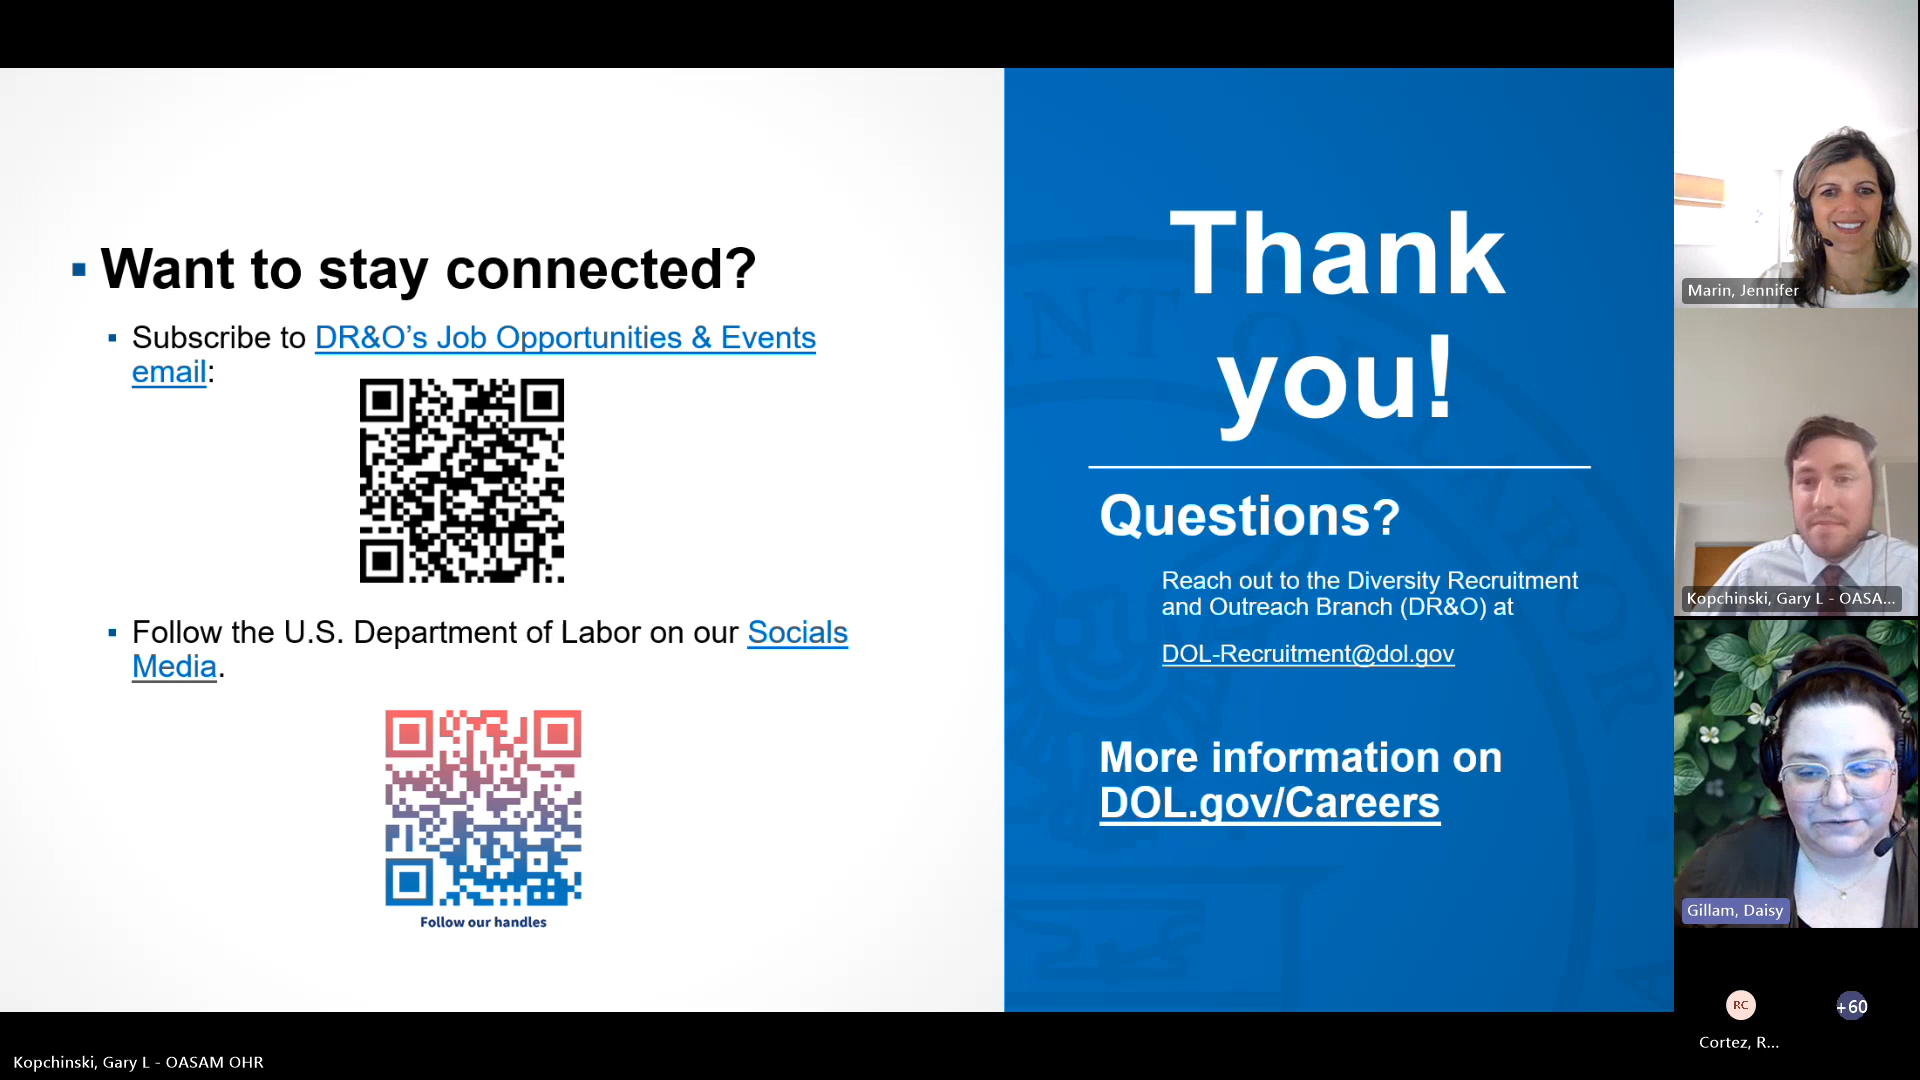 Want to stay connected?
Subscribe to DR&O’s Job Opportunities & Events
email:
Follow the U.S. Department of Labor on our Socials
Media.
Follow our handles
Thank
you!
Questions?
Reach out to the Diversity Recruitment
and Outreach Branch (DR&O) at
DOL-Recruitment@dol.gov
More information on
DOL.gov/Careers
Marin, Jennifer
Kopchinski, Gary L - OASA...
Gillam, Daisy
RC
+60
Cortez, R...
Kopchinski, Gary L - OASAM OHR